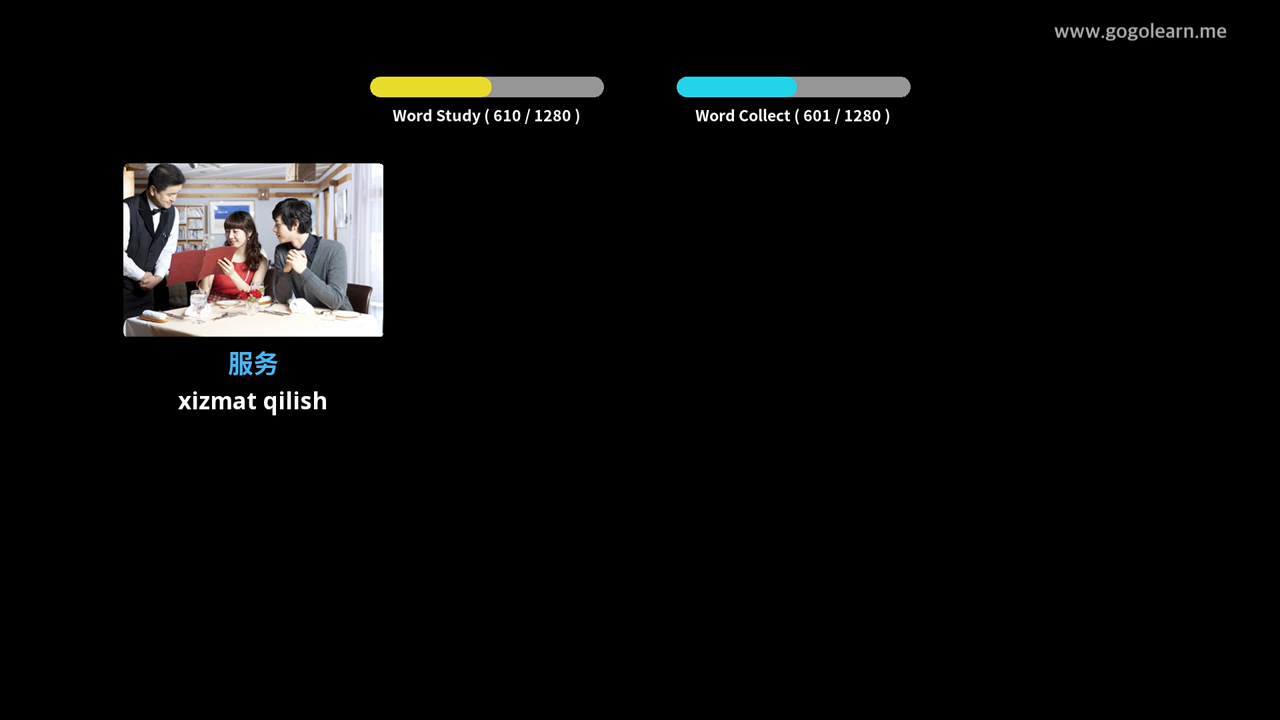 www.gogolearn.me
Word Study ( 610 / 1280 )
Word Collect ( 601 / 1280 )
服务
xizmat qilish